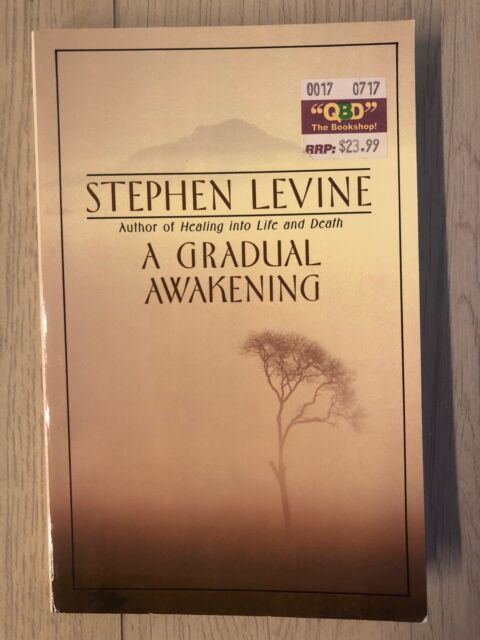 0017 0717
"QBD"
The Bookshop!
RRP: $23.99
STEPHEN LEVINE
Author of Healing into Life and Death
A GRADUAL
AWAKENING